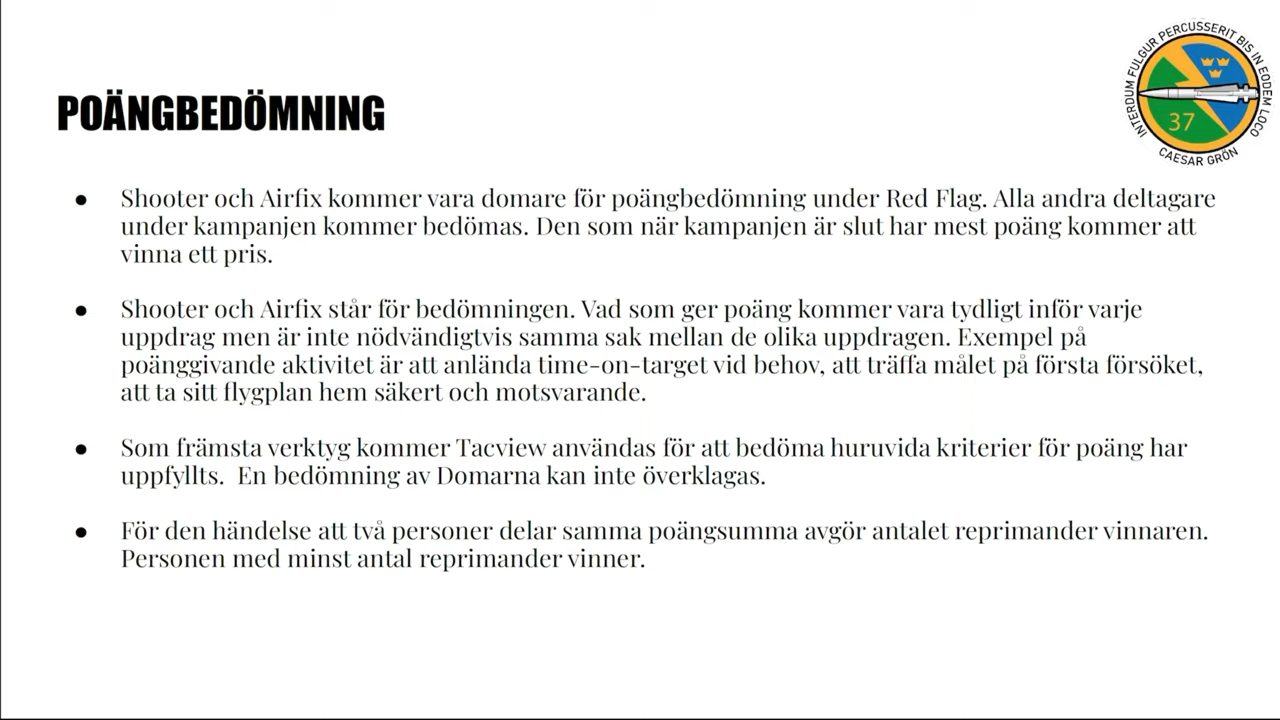 POÄNGBEDÖMNING
INTERDUM FULGUR PERCUSSERIT BIS IN EODEM LOCO
37
CAESAR GRÖN
● Shooter och Airfix kommer vara domare för poängbedömning under Red Flag. Alla andra deltagare
under kampanjen kommer bedömas. Den som när kampanjen är slut har mest poäng kommer att
vinna ett pris.
● Shooter och Airfix står för bedömningen. Vad som ger poäng kommer vara tydligt inför varje
uppdrag men är inte nödvändigtvis samma sak mellan de olika uppdragen. Exempel på
poänggivande aktivitet är att anlända time-on-target vid behov, att träffa målet på första försöket,
att ta sitt flygplan hem säkert och motsvarande.
● Som främsta verktyg kommer Tacview användas för att bedöma huruvida kriterier för poäng har
uppfyllts.  En bedömning av Domarna kan inte överklagas.
● För den händelse att två personer delar samma poängsumma avgör antalet reprimander vinnaren.
Personen med minst antal reprimander vinner.